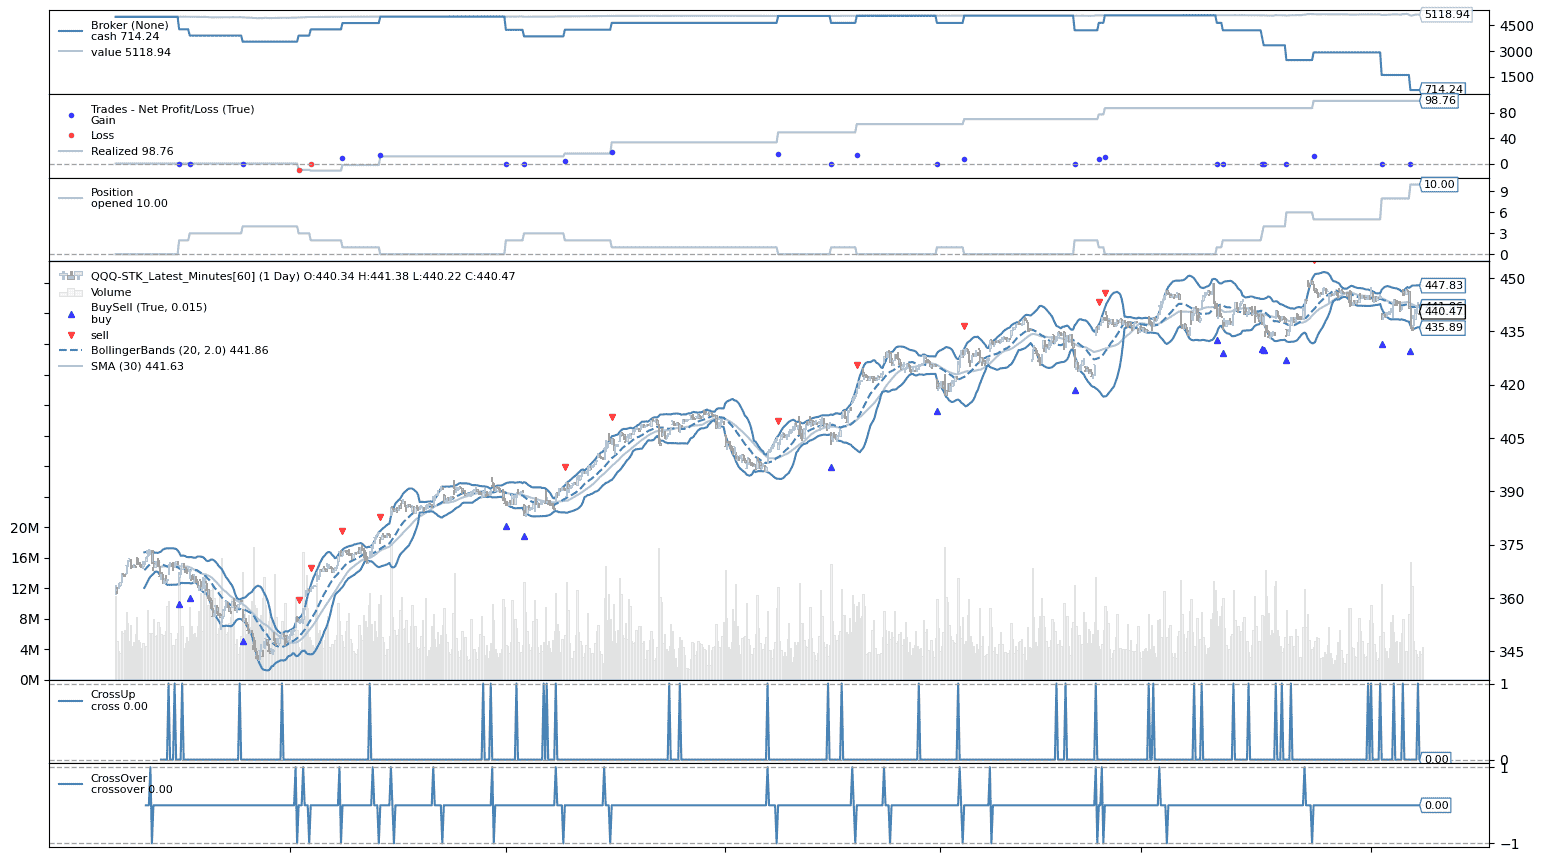 Broker (None)
cash 714.24
value 5118.94
5118.94
4500
3000
1500
714.24
Trades - Net Profit/Loss (True)
Gain
Loss
Realized 98.76
98.76
80
40
0
Position
opened 10.00
10.00
9
6
3
0
QQQ-STK_Latest_Minutes[60] (1 Day) O:440.34 H:441.38 L:440.22 C:440.47
Volume
BuySell (True, 0.015)
buy
sell
BollingerBands (20, 2.0) 441.86
SMA (30) 441.63
450
447.83
440.47
435.89
435
420
405
390
375
360
345
20M
16M
12M
8M
4M
0M
CrossUp
cross 0.00
1
0.00
0
CrossOver
crossover 0.00
1
0.00
−1